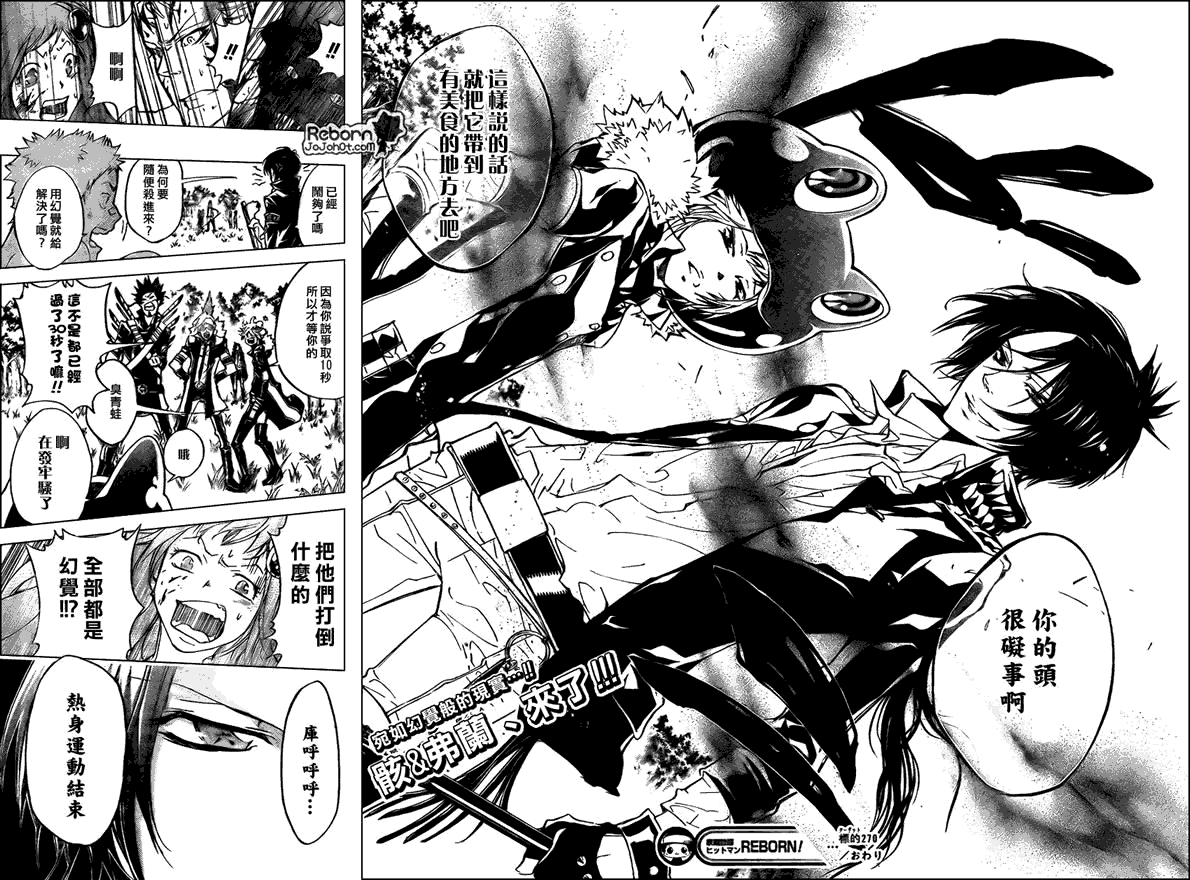 !!
!!
啊啊
Reborn
JoJoHot.com
已經
鬧夠了嗎
為何要
隨便殺進來?
用幻覺就給
解決了嗎?
因為你說爭取10秒
所以才等你的
這不是都已經
過了30秒了嘛!!
臭青蛙
哦
啊
在發牢騷了
把他們打倒
什麼的
全部都是
幻覺!!?
庫呼呼呼…
熱身運動結束
你的頭
很礙事啊
這樣說的話
就把它帶到
有美食的地方去吧
宛如幻覺般的現實…!!
骸&弗蘭-來了!!!
ヒットマンREBORN!
…
ターゲット
標的270
/おわり